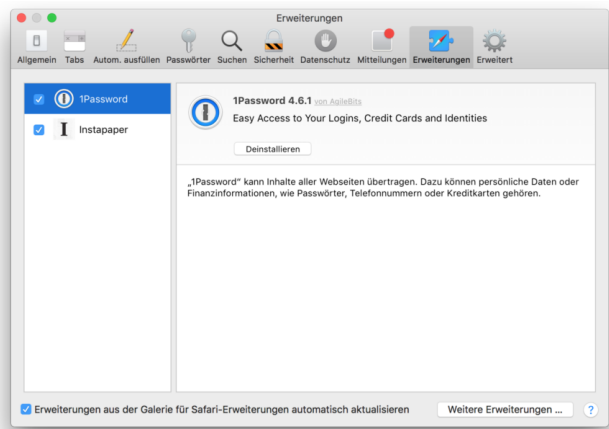 Erweiterungen
Allgemein Tabs Autom. ausfüllen Passwörter Suchen Sicherheit Datenschutz Mitteilungen Erweiterungen Erweitert
1Password
Instapaper
1Password 4.6.1 von AgileBits
Easy Access to Your Logins, Credit Cards and Identities
Deinstallieren
„1Password“ kann Inhalte aller Webseiten übertragen. Dazu können persönliche Daten oder
Finanzinformationen, wie Passwörter, Telefonnummern oder Kreditkarten gehören.
Erweiterungen aus der Galerie für Safari-Erweiterungen automatisch aktualisieren
Weitere Erweiterungen ... ?